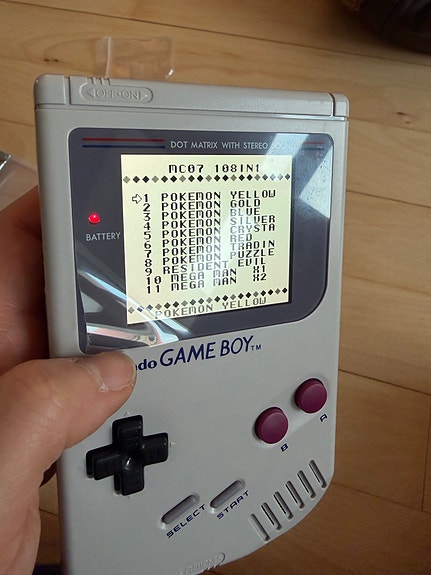 ◁OFF•ON▷
DOT MATRIX WITH STEREO SOUND
MC07 108IN1
1 POKEMON YELLOW
2 POKEMON GOLD
3 POKEMON BLUE
4 POKEMON SILVER
5 POKEMON CRYSTA
6 POKEMON RED
7 POKEMON TRADIN
8 POKEMON PUZZLE
9 RESIDENT EVIL
10 MEGA MAN X1
11 MEGA MAN X2
POKEMON YELLOW
BATTERY
ndo GAME BOY TM
B A
SELECT START